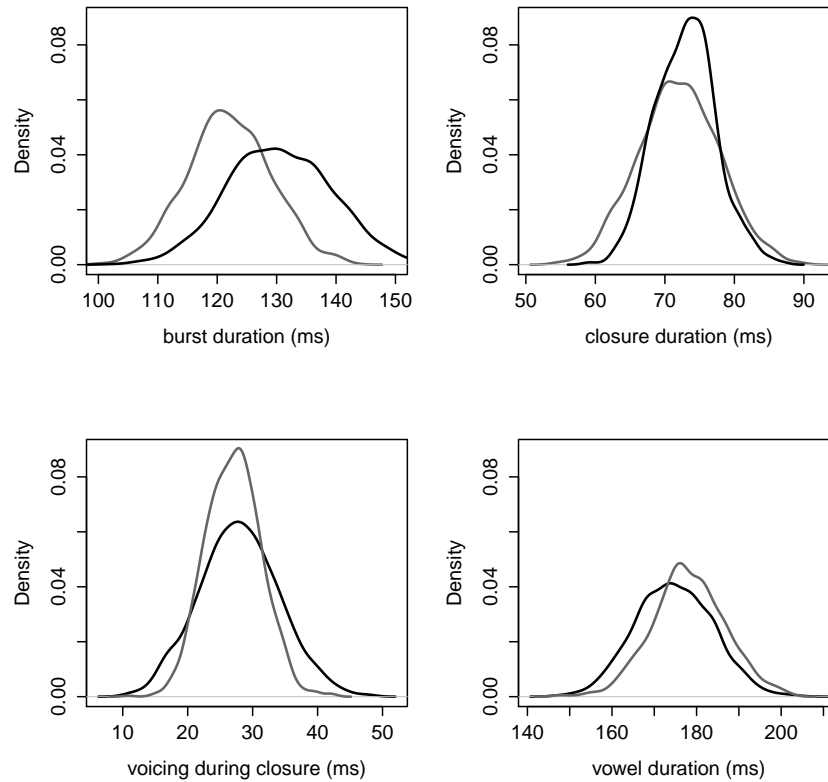 Density
0.00 0.04 0.08
100 110 120 130 140 150
burst duration (ms)
Density
0.00 0.04 0.08
50 60 70 80 90
closure duration (ms)
Density
0.00 0.04 0.08
10 20 30 40 50
voicing during closure (ms)
Density
0.00 0.04 0.08
140 160 180 200
vowel duration (ms)